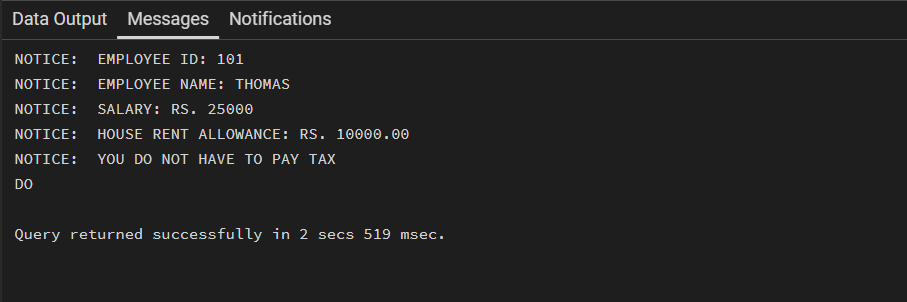 Data Output Messages Notifications
NOTICE:  EMPLOYEE ID: 101
NOTICE:  EMPLOYEE NAME: THOMAS
NOTICE:  SALARY: RS. 25000
NOTICE:  HOUSE RENT ALLOWANCE: RS. 10000.00
NOTICE:  YOU DO NOT HAVE TO PAY TAX
DO
Query returned successfully in 2 secs 519 msec.